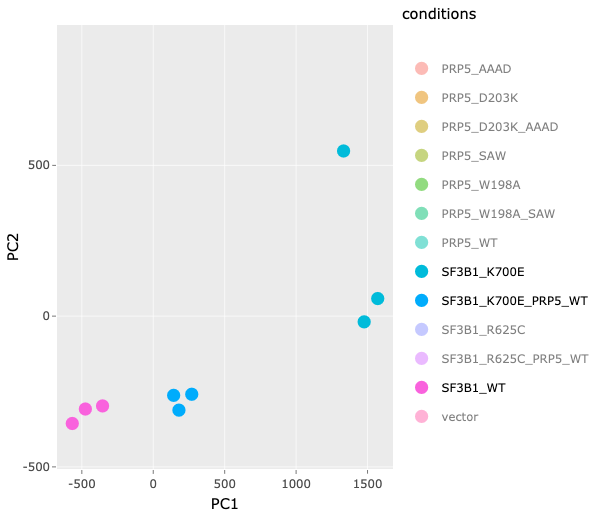 conditions
PRP5_AAAD
PRP5_D203K
PRP5_D203K_AAAD
PRP5_SAW
PRP5_W198A
PRP5_W198A_SAW
PRP5_WT
SF3B1_K700E
SF3B1_K700E_PRP5_WT
SF3B1_R625C
SF3B1_R625C_PRP5_WT
SF3B1_WT
vector
PC2
500
0
-500
-500 0 500 1000 1500
PC1